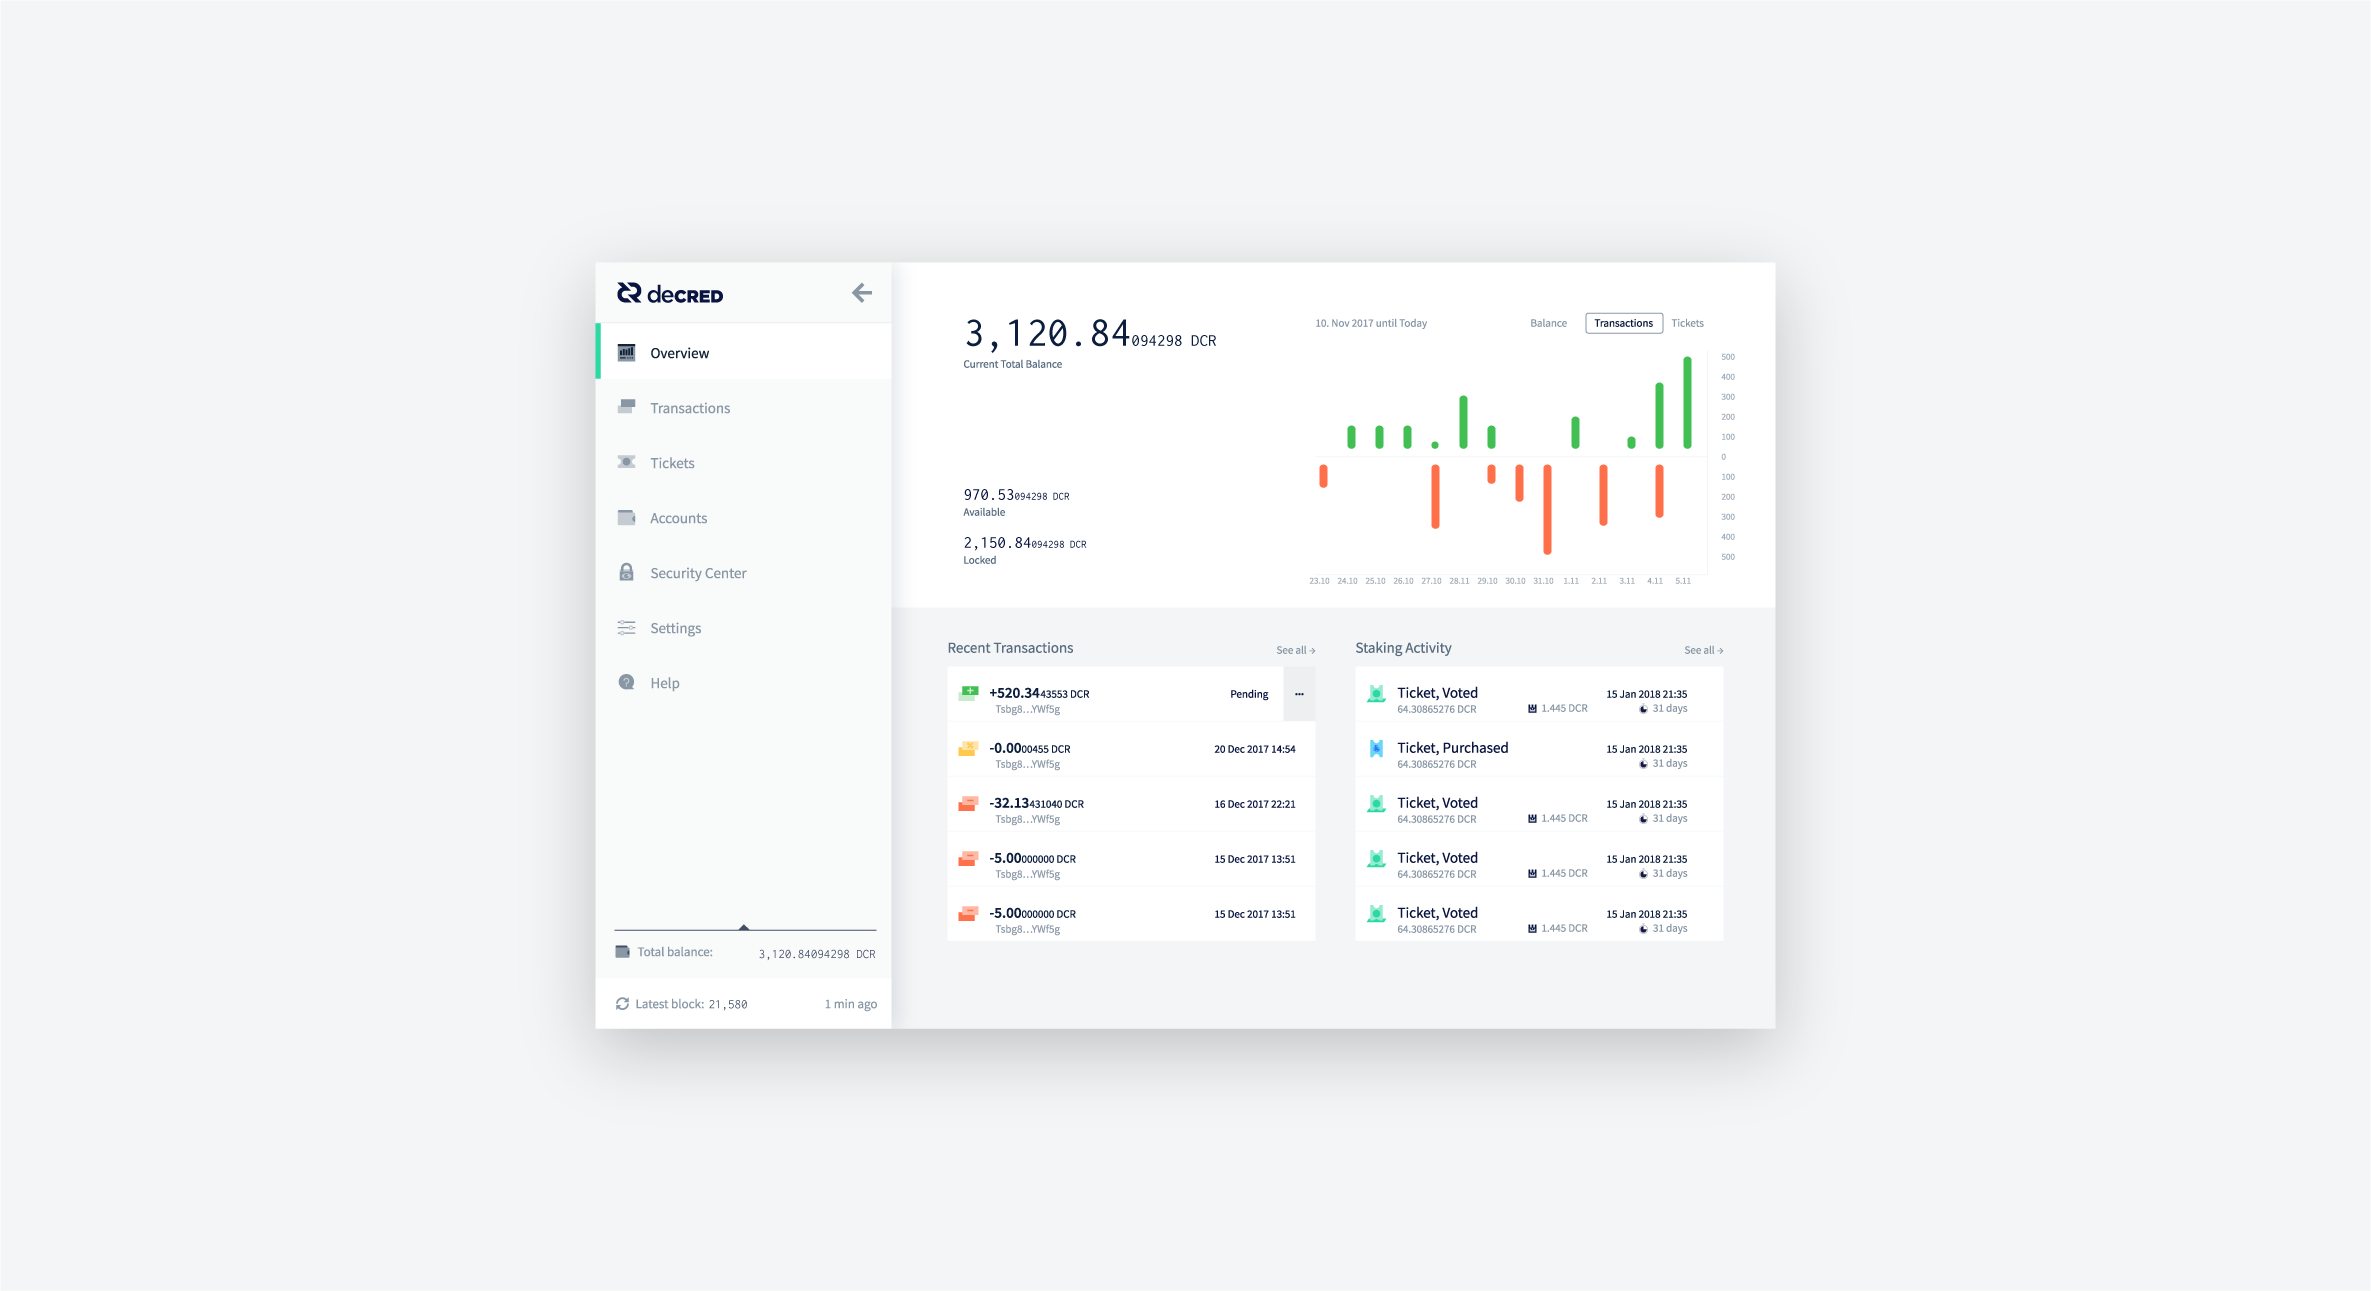 deCRED
Overview
Transactions
Tickets
Accounts
Security Center
Settings
Help
Total balance: 3,120.84094298 DCR
Latest block: 21,580 1 min ago
3,120.84094298 DCR
Current Total Balance
970.53094298 DCR
Available
2,150.84094298 DCR
Locked
10. Nov 2017 until Today Balance Transactions Tickets
500
400
300
200
100
0
100
200
300
400
500
23.10 24.10 25.10 26.10 27.10 28.11 29.10 30.10 31.10 1.11 2.11 3.11 4.11 5.11
Recent Transactions See all →
+520.3443553 DCR Pending ...
Tsbg8...YWf5g
-0.0000455 DCR 20 Dec 2017 14:54
Tsbg8...YWf5g
-32.13431040 DCR 16 Dec 2017 22:21
Tsbg8...YWf5g
-5.00000000 DCR 15 Dec 2017 13:51
Tsbg8...YWf5g
-5.00000000 DCR 15 Dec 2017 13:51
Tsbg8...YWf5g
Staking Activity See all →
Ticket, Voted 15 Jan 2018 21:35
64.30865276 DCR 1.445 DCR 31 days
Ticket, Purchased 15 Jan 2018 21:35
64.30865276 DCR 31 days
Ticket, Voted 15 Jan 2018 21:35
64.30865276 DCR 1.445 DCR 31 days
Ticket, Voted 15 Jan 2018 21:35
64.30865276 DCR 1.445 DCR 31 days
Ticket, Voted 15 Jan 2018 21:35
64.30865276 DCR 1.445 DCR 31 days